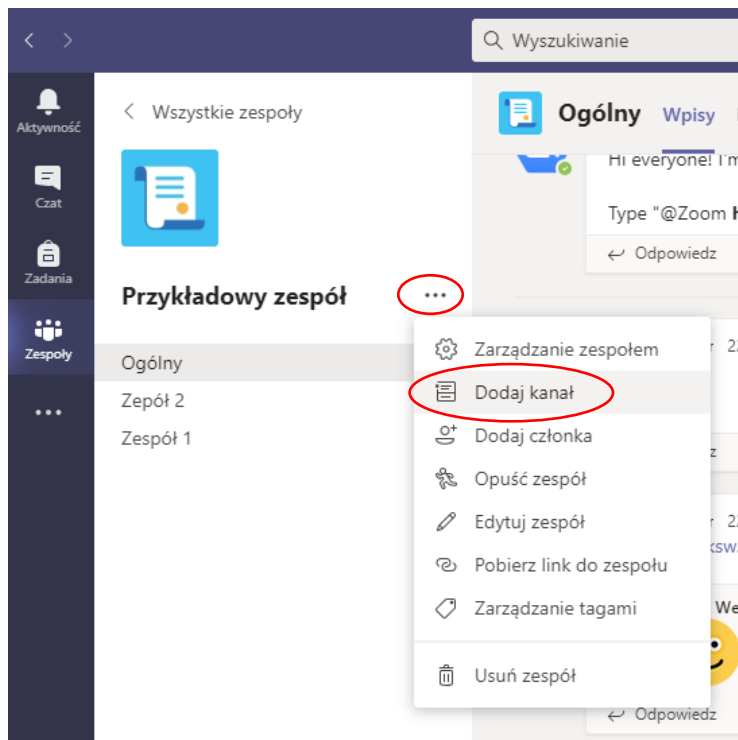 Wyszukiwanie
Aktywność
Czat
Zadania
Zespoły
Wszystkie zespoły
Przykładowy zespół
Ogólny
Zepół 2
Zespół 1
Zarządzanie zespołem
Dodaj kanał
Dodaj członka
Opuść zespół
Edytuj zespół
Pobierz link do zespołu
Zarządzanie tagami
Usuń zespół
Ogólny Wpisy
Hi everyone! I'm
Type "@Zoom
Odpowiedz
We
Odpowiedz